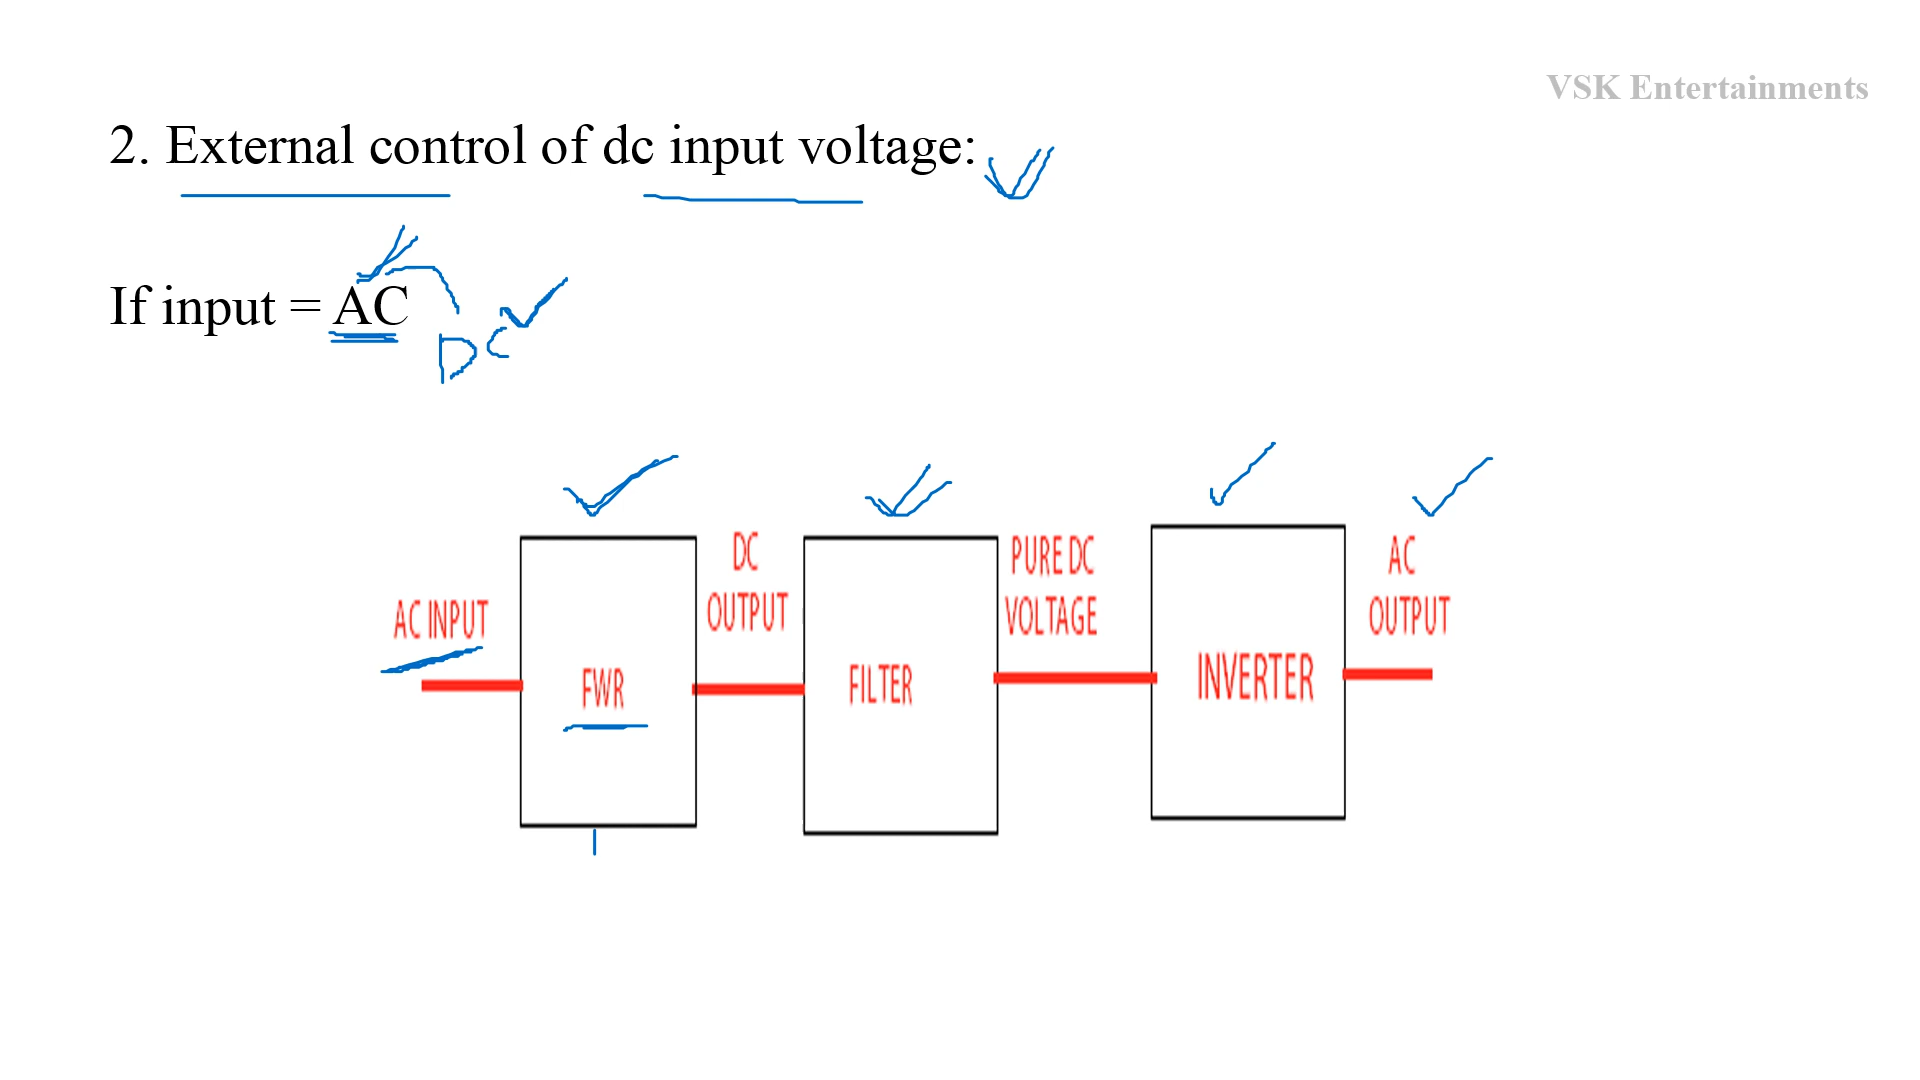 VSK Entertainments
2. External control of dc input voltage:
If input = AC
DC
AC INPUT
FWR
DC
OUTPUT
FILTER
PURE DC
VOLTAGE
INVERTER
AC
OUTPUT